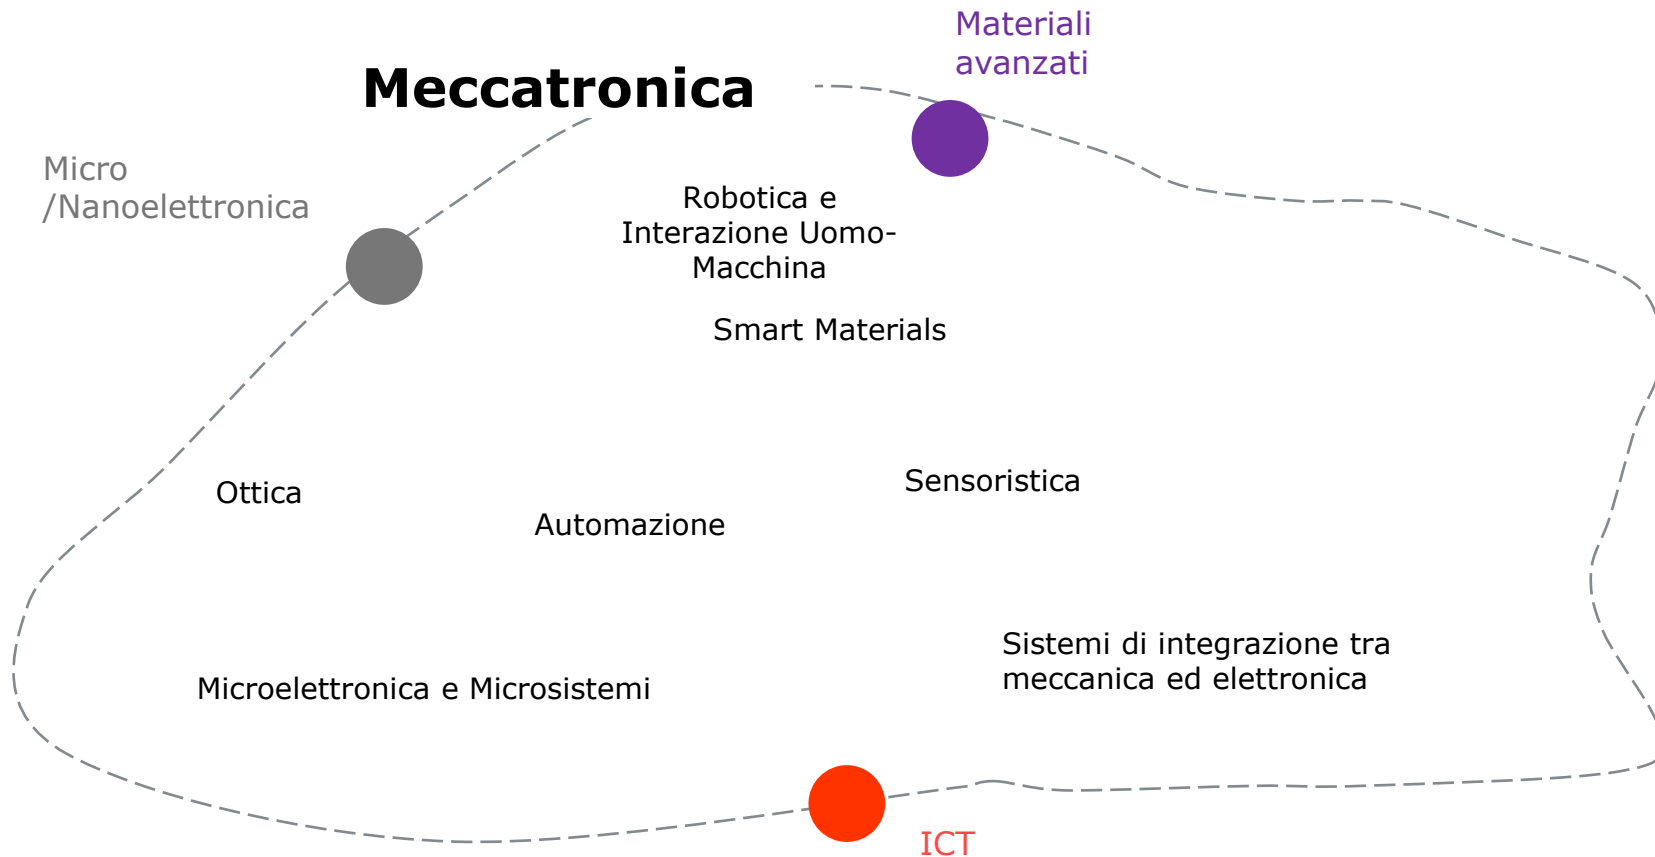 Materiali
avanzati
Meccatronica
Micro
/Nanoelettronica
Robotica e
Interazione Uomo-
Macchina
Smart Materials
Sensoristica
Ottica
Automazione
Sistemi di integrazione tra
meccanica ed elettronica
Microelettronica e Microsistemi
ICT